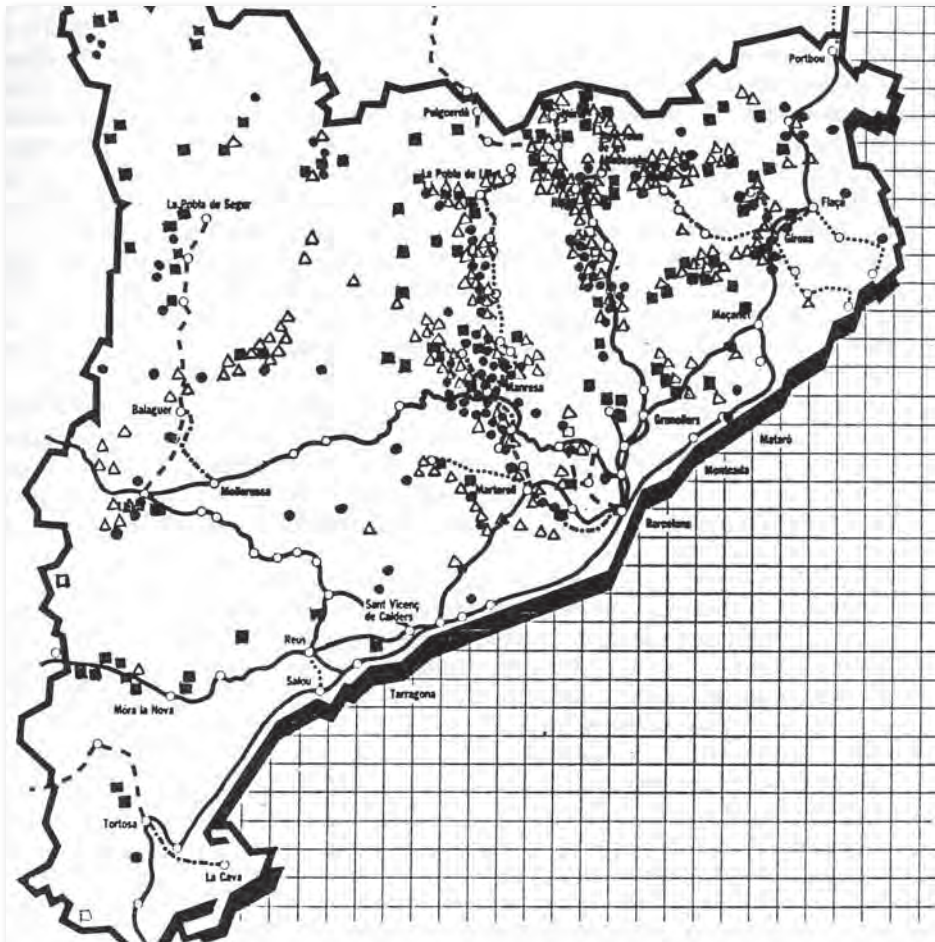 Portbou
Puigcerdà
La Pobla de Lillet
La Pobla de Segur
Flaçà
Girona
Maçanet
Manresa
Balaguer
Granollers
Mataró
Montcada
Mollerussa
Martorell
Barcelona
Sant Vicenç
de Calders
Reus
Salou
Tarragona
Móra la Nova
Tortosa
La Cava